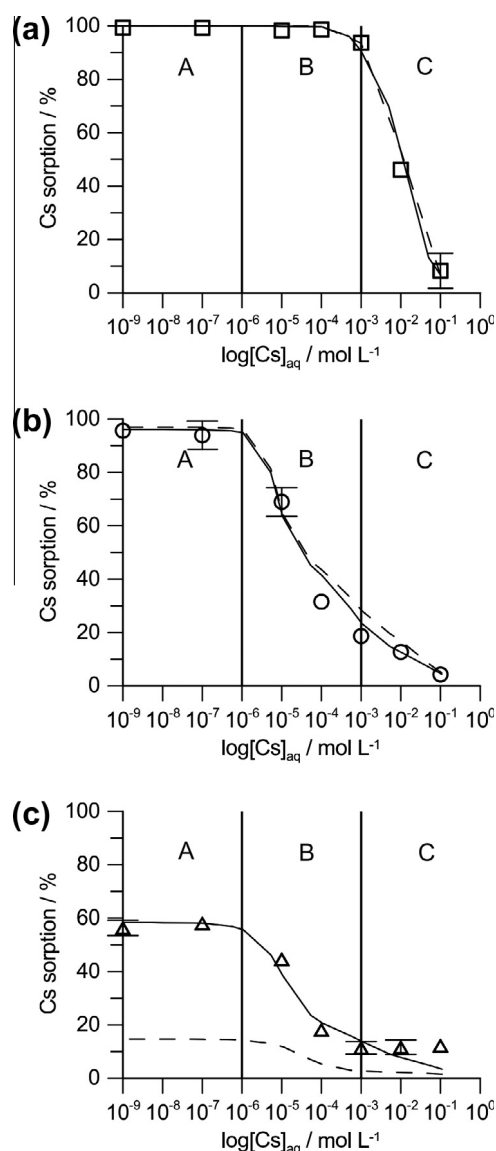 (a)
100
80
60
40
20
0
Cs sorption / %
A B C
10⁻⁹ 10⁻⁸ 10⁻⁷ 10⁻⁶ 10⁻⁵ 10⁻⁴ 10⁻³ 10⁻² 10⁻¹ 10⁰
log[Cs]aq / mol L⁻¹
(b)
100
80
60
40
20
0
Cs sorption / %
A B C
10⁻⁹ 10⁻⁸ 10⁻⁷ 10⁻⁶ 10⁻⁵ 10⁻⁴ 10⁻³ 10⁻² 10⁻¹ 10⁰
log[Cs]aq / mol L⁻¹
(c)
100
80
60
40
20
0
Cs sorption / %
A B C
10⁻⁹ 10⁻⁸ 10⁻⁷ 10⁻⁶ 10⁻⁵ 10⁻⁴ 10⁻³ 10⁻² 10⁻¹ 10⁰
log[Cs]aq / mol L⁻¹